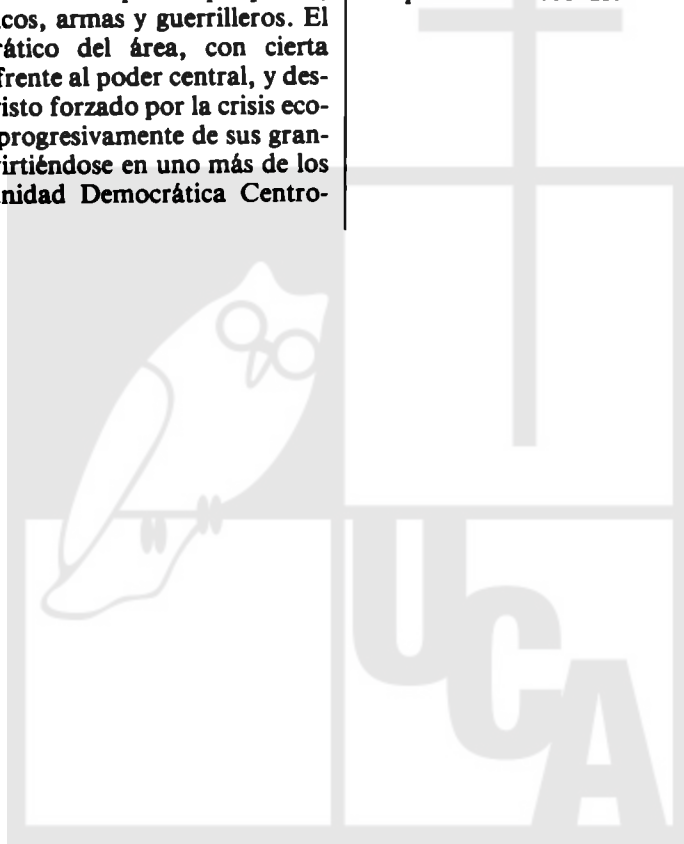 cos, armas y guerrilleros. El
rático del área, con cierta
frente al poder central, y des-
isto forzado por la crisis eco-
progresivamente de sus gran-
virtiéndose en uno más de los
nidad Democrática Centro-
UCA